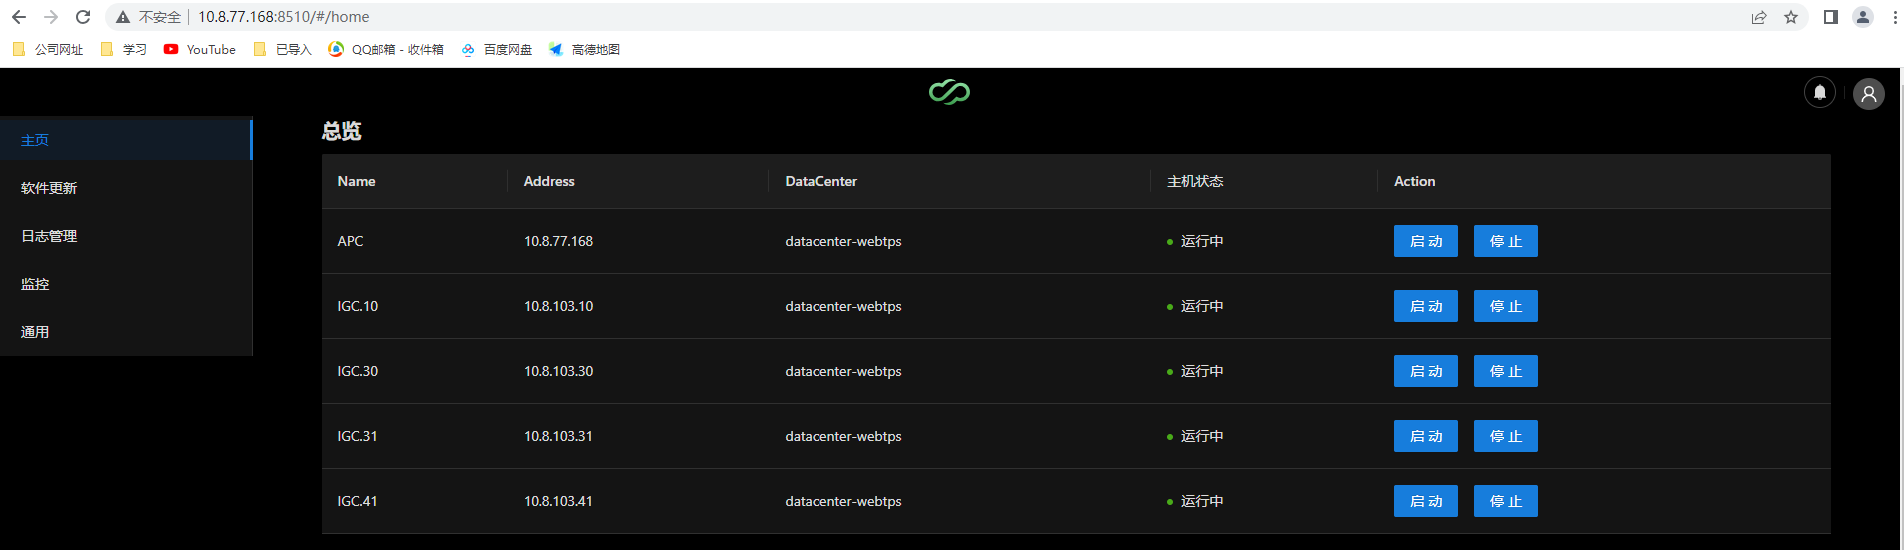 不安全 10.8.77.168:8510/#/home
公司网址 学习 YouTube 已导入 QQ邮箱 - 收件箱 百度网盘 高德地图
主页
软件更新
日志管理
监控
通用
总览
Name Address DataCenter 主机状态 Action
APC 10.8.77.168 datacenter-webtps 运行中 启动 停止
IGC.10 10.8.103.10 datacenter-webtps 运行中 启动 停止
IGC.30 10.8.103.30 datacenter-webtps 运行中 启动 停止
IGC.31 10.8.103.31 datacenter-webtps 运行中 启动 停止
IGC.41 10.8.103.41 datacenter-webtps 运行中 启动 停止